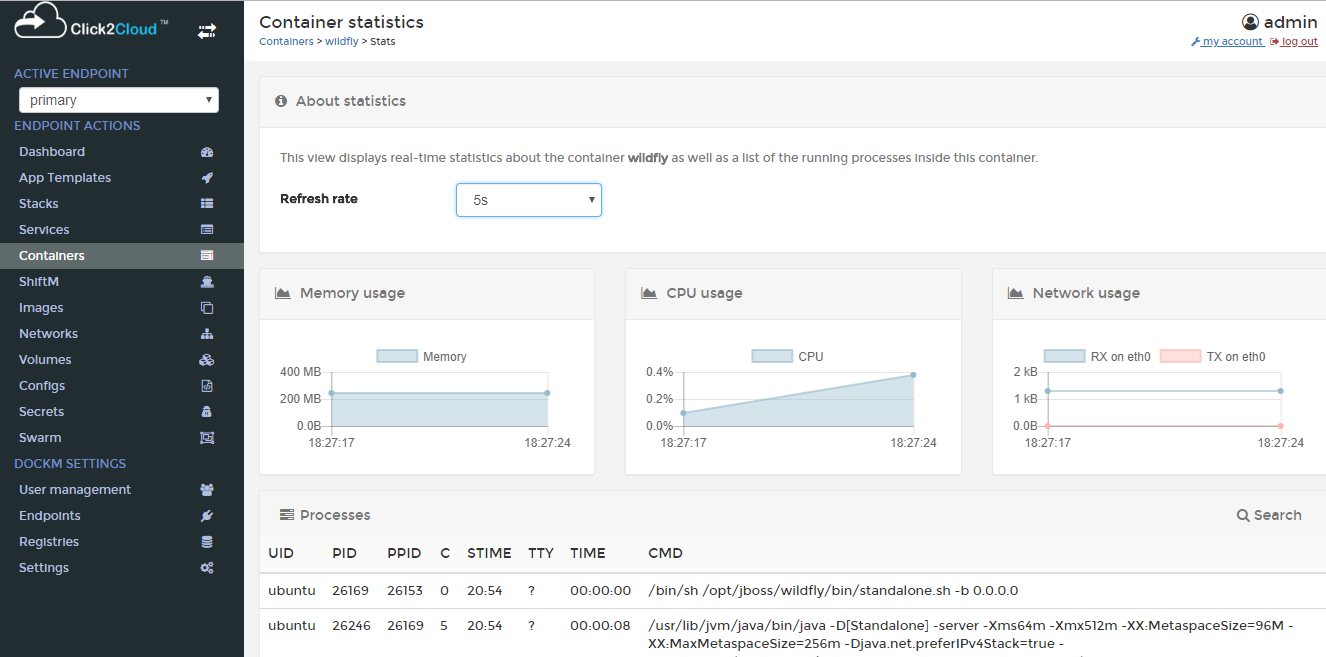 Click2Cloud ™
ACTIVE ENDPOINT
primary
ENDPOINT ACTIONS
Dashboard
App Templates
Stacks
Services
Containers
ShiftM
Images
Networks
Volumes
Configs
Secrets
Swarm
DOCKM SETTINGS
User management
Endpoints
Registries
Settings
Container statistics
Containers > wildfly > Stats
admin
my account log out
About statistics
This view displays real-time statistics about the container wildfly as well as a list of the running processes inside this container.
Refresh rate 5s
Memory usage
Memory
400 MB
200 MB
0.0B
18:27:17 18:27:24
CPU usage
CPU
0.4%
0.2%
0.0%
18:27:17 18:27:24
Network usage
RX on eth0 TX on eth0
2 kB
1 kB
0.0B
18:27:17 18:27:24
Processes Search
UID PID PPID C STIME TTY TIME CMD
ubuntu 26169 26153 0 20:54 ? 00:00:00 /bin/sh /opt/jboss/wildfly/bin/standalone.sh -b 0.0.0.0
ubuntu 26246 26169 5 20:54 ? 00:00:08 /usr/lib/jvm/java/bin/java -D[Standalone] -server -Xms64m -Xmx512m -XX:MetaspaceSize=96M -
XX:MaxMetaspaceSize=256m -Djava.net.preferIPv4Stack=true -